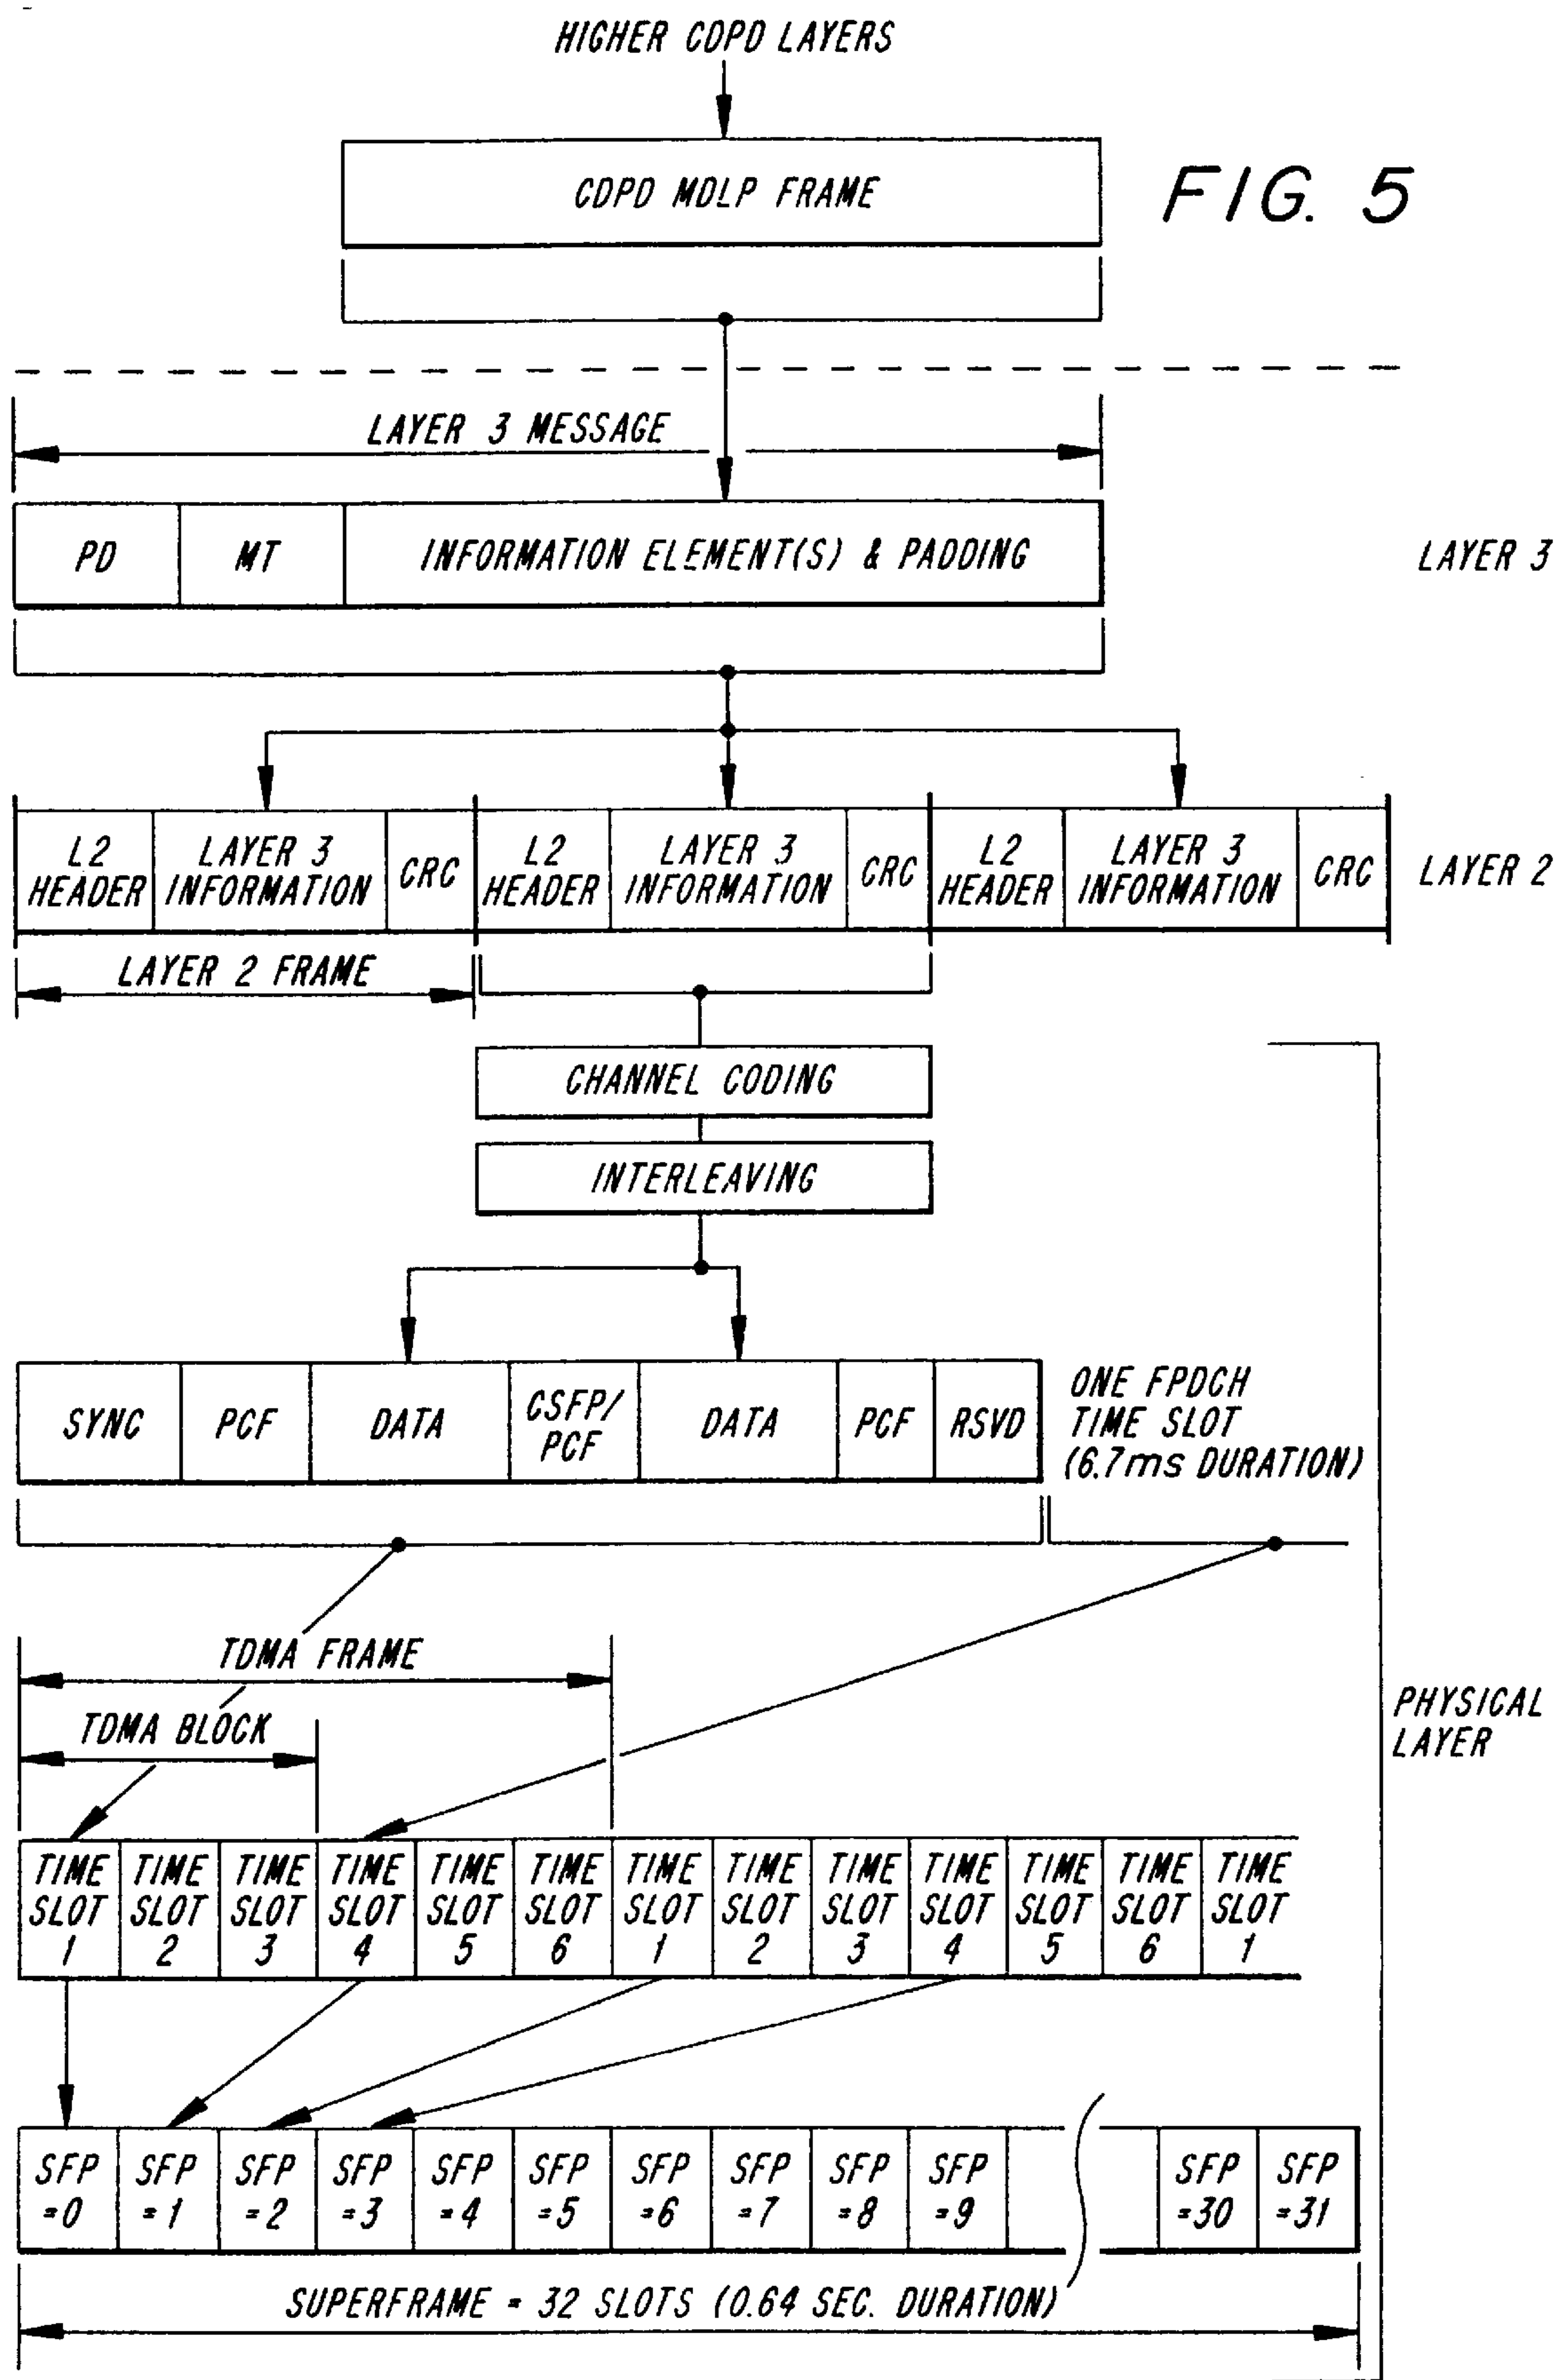 HIGHER CDPD LAYERS
CDPD MDLP FRAME
FIG. 5
LAYER 3 MESSAGE
PD
MT
INFORMATION ELEMENT(S) & PADDING
LAYER 3
L2
HEADER
LAYER 3
INFORMATION
CRC
L2
HEADER
LAYER 3
INFORMATION
CRC
L2
HEADER
LAYER 3
INFORMATION
CRC
LAYER 2
LAYER 2 FRAME
CHANNEL CODING
INTERLEAVING
SYNC
PCF
DATA
CSFP/
PCF
DATA
PCF
RSVD
ONE FPDCH
TIME SLOT
(6.7ms DURATION)
TDMA FRAME
TDMA BLOCK
PHYSICAL
LAYER
TIME
SLOT
1
TIME
SLOT
2
TIME
SLOT
3
TIME
SLOT
4
TIME
SLOT
5
TIME
SLOT
6
TIME
SLOT
1
TIME
SLOT
2
TIME
SLOT
3
TIME
SLOT
4
TIME
SLOT
5
TIME
SLOT
6
TIME
SLOT
1
SFP
=0
SFP
=1
SFP
=2
SFP
=3
SFP
=4
SFP
=5
SFP
=6
SFP
=7
SFP
=8
SFP
=9
SFP
=30
SFP
=31
SUPERFRAME = 32 SLOTS (0.64 SEC. DURATION)